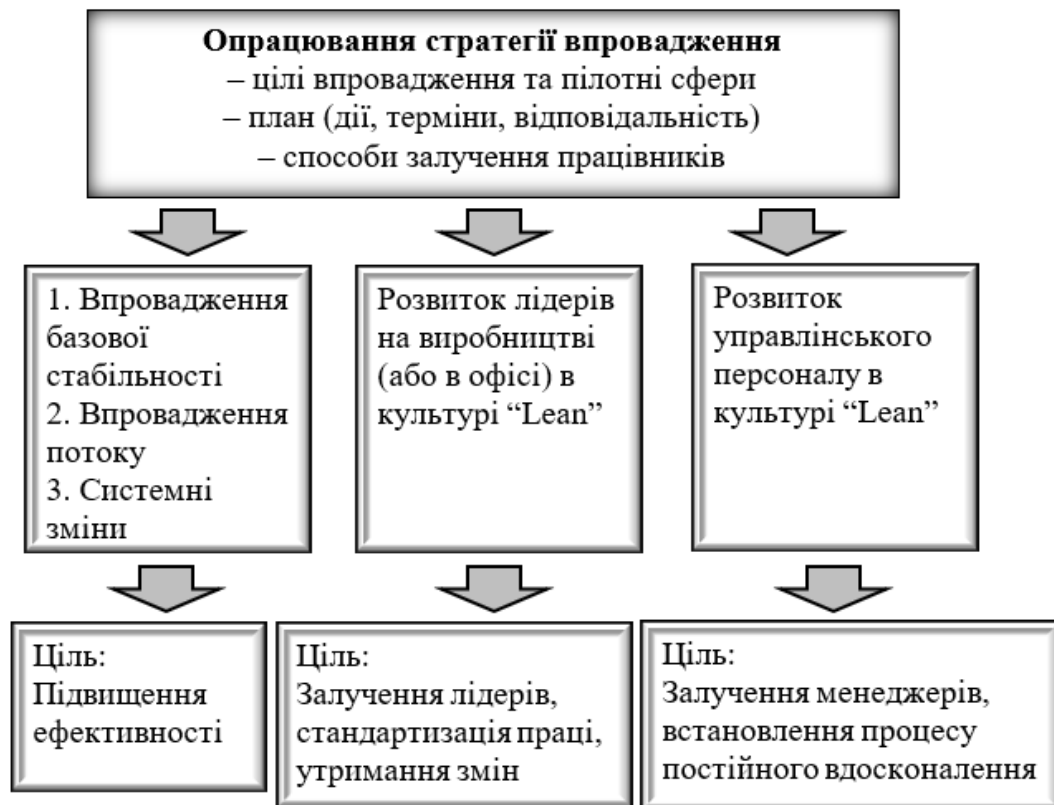 Опрацювання стратегії впровадження
– цілі впровадження та пілотні сфери
– план (дії, терміни, відповідальність)
– способи залучення працівників
1. Впровадження
базової
стабільності
2. Впровадження
потоку
3. Системні
зміни
Розвиток лідерів
на виробництві
(або в офісі) в
культурі “Lean”
Розвиток
управлінського
персоналу в
культурі “Lean”
Ціль:
Підвищення
ефективності
Ціль:
Залучення лідерів,
стандартизація праці,
утримання змін
Ціль:
Залучення менеджерів,
встановлення процесу
постійного вдосконалення